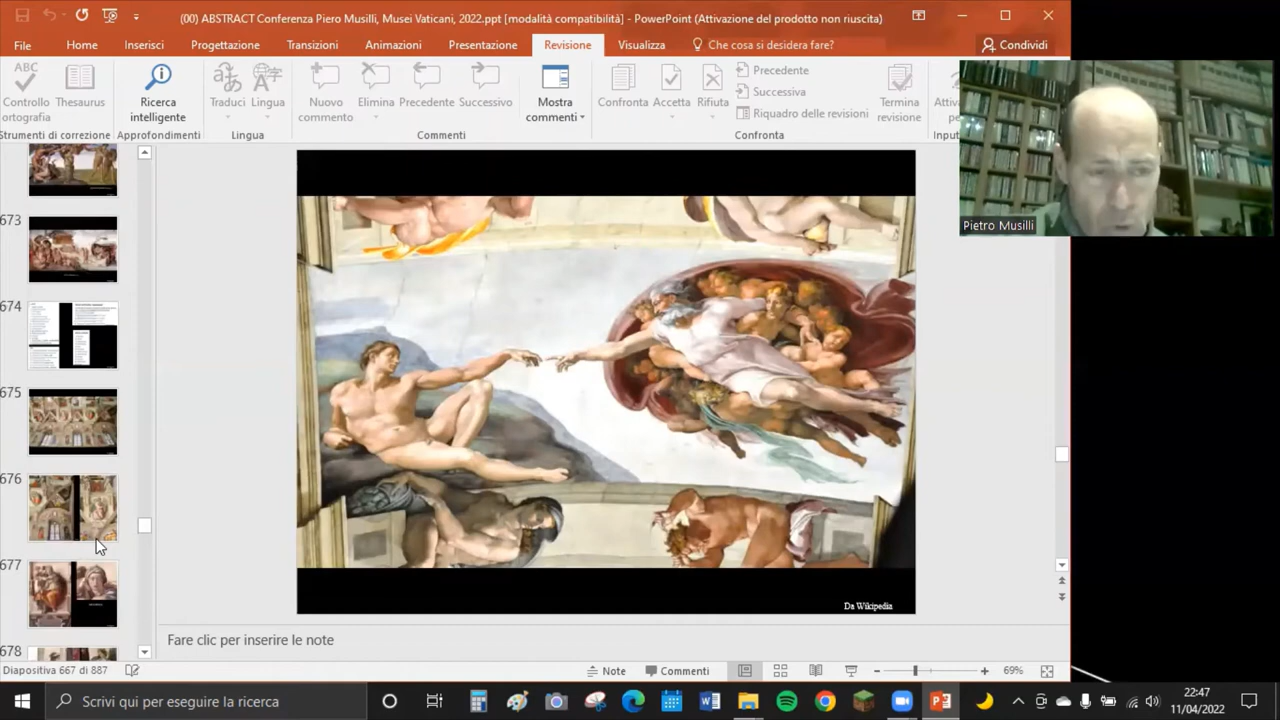 (00) ABSTRACT Conferenza Piero Musilli, Musei Vaticani, 2022.ppt [modalità compatibilità] - PowerPoint (Attivazione del prodotto non riuscita)
File Home Inserisci Progettazione Transizioni Animazioni Presentazione Revisione Visualizza Che cosa si desidera fare? Condividi
ABC
Controllo ortografia
Thesaurus
Ricerca intelligente
Traduci
Lingua
Nuovo commento
Elimina
Precedente
Successivo
Mostra commenti
Confronta
Accetta
Rifiuta
Precedente
Successiva
Riquadro delle revisioni
Termina revisione
Strumenti di correzione
Approfondimenti
Lingua
Commenti
Confronta
Pietro Musilli
673
674
675
676
677
678
Da Wikipedia
Fare clic per inserire le note
Diapositiva 667 di 887
Note
Commenti
69%
Scrivi qui per eseguire la ricerca
22:47
11/04/2022